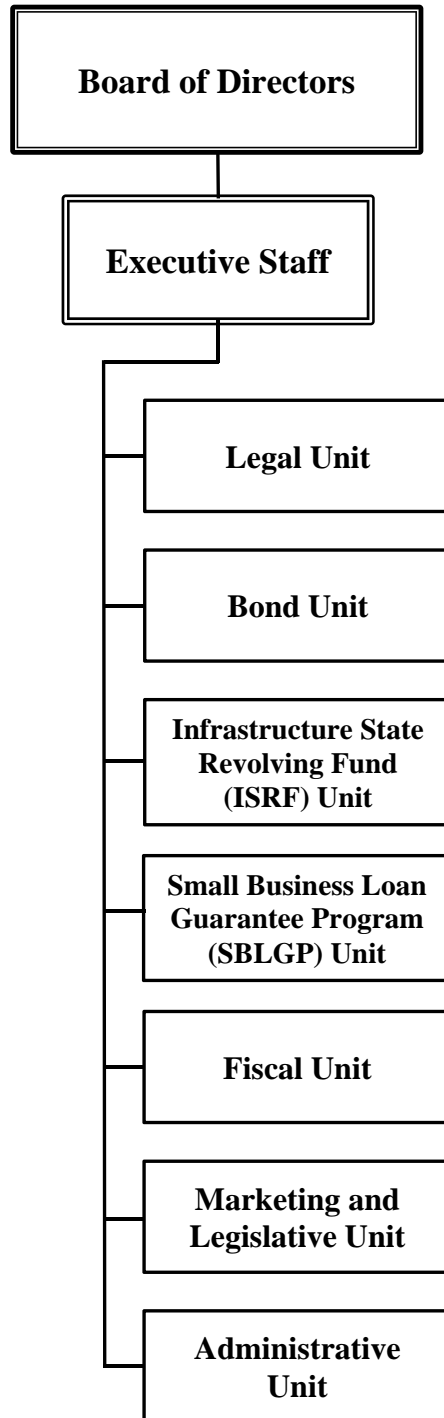 Board of Directors
Executive Staff
Legal Unit
Bond Unit
Infrastructure State
Revolving Fund
(ISRF) Unit
Small Business Loan
Guarantee Program
(SBLGP) Unit
Fiscal Unit
Marketing and
Legislative Unit
Administrative
Unit